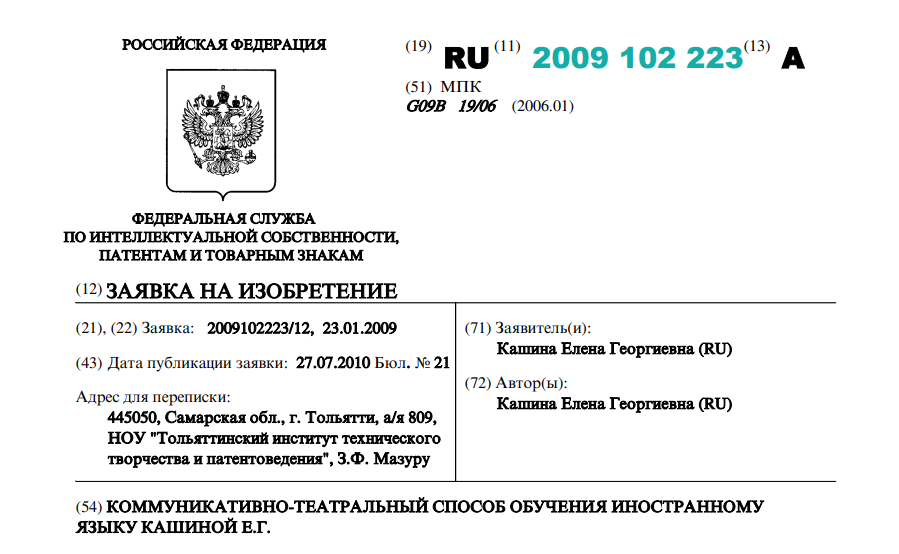 РОССИЙСКАЯ ФЕДЕРАЦИЯ
(19) RU (11) 2009 102 223 (13) A
(51) МПК
G09B 19/06 (2006.01)
ФЕДЕРАЛЬНАЯ СЛУЖБА
ПО ИНТЕЛЛЕКТУАЛЬНОЙ СОБСТВЕННОСТИ,
ПАТЕНТАМ И ТОВАРНЫМ ЗНАКАМ
(12) ЗАЯВКА НА ИЗОБРЕТЕНИЕ
(21), (22) Заявка: 2009102223/12, 23.01.2009
(43) Дата публикации заявки: 27.07.2010 Бюл. № 21
Адрес для переписки:
445050, Самарская обл., г. Тольятти, а/я 809,
НОУ "Тольяттинский институт технического
творчества и патентоведения", З.Ф. Мазуру
(71) Заявитель(и):
Кашина Елена Георгиевна (RU)
(72) Автор(ы):
Кашина Елена Георгиевна (RU)
(54) КОММУНИКАТИВНО-ТЕАТРАЛЬНЫЙ СПОСОБ ОБУЧЕНИЯ ИНОСТРАННОМУ
ЯЗЫКУ КАШИНОЙ Е.Г.